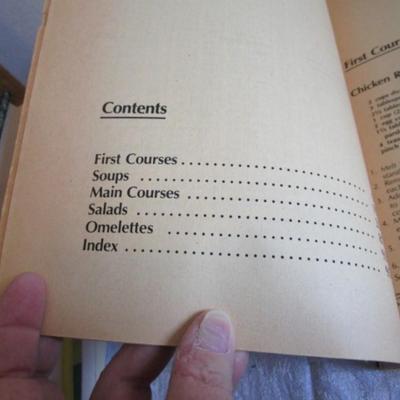 Contents
First Courses
Soups
Main Courses
Salads
Omelettes
Index
First Cour
Chicken R